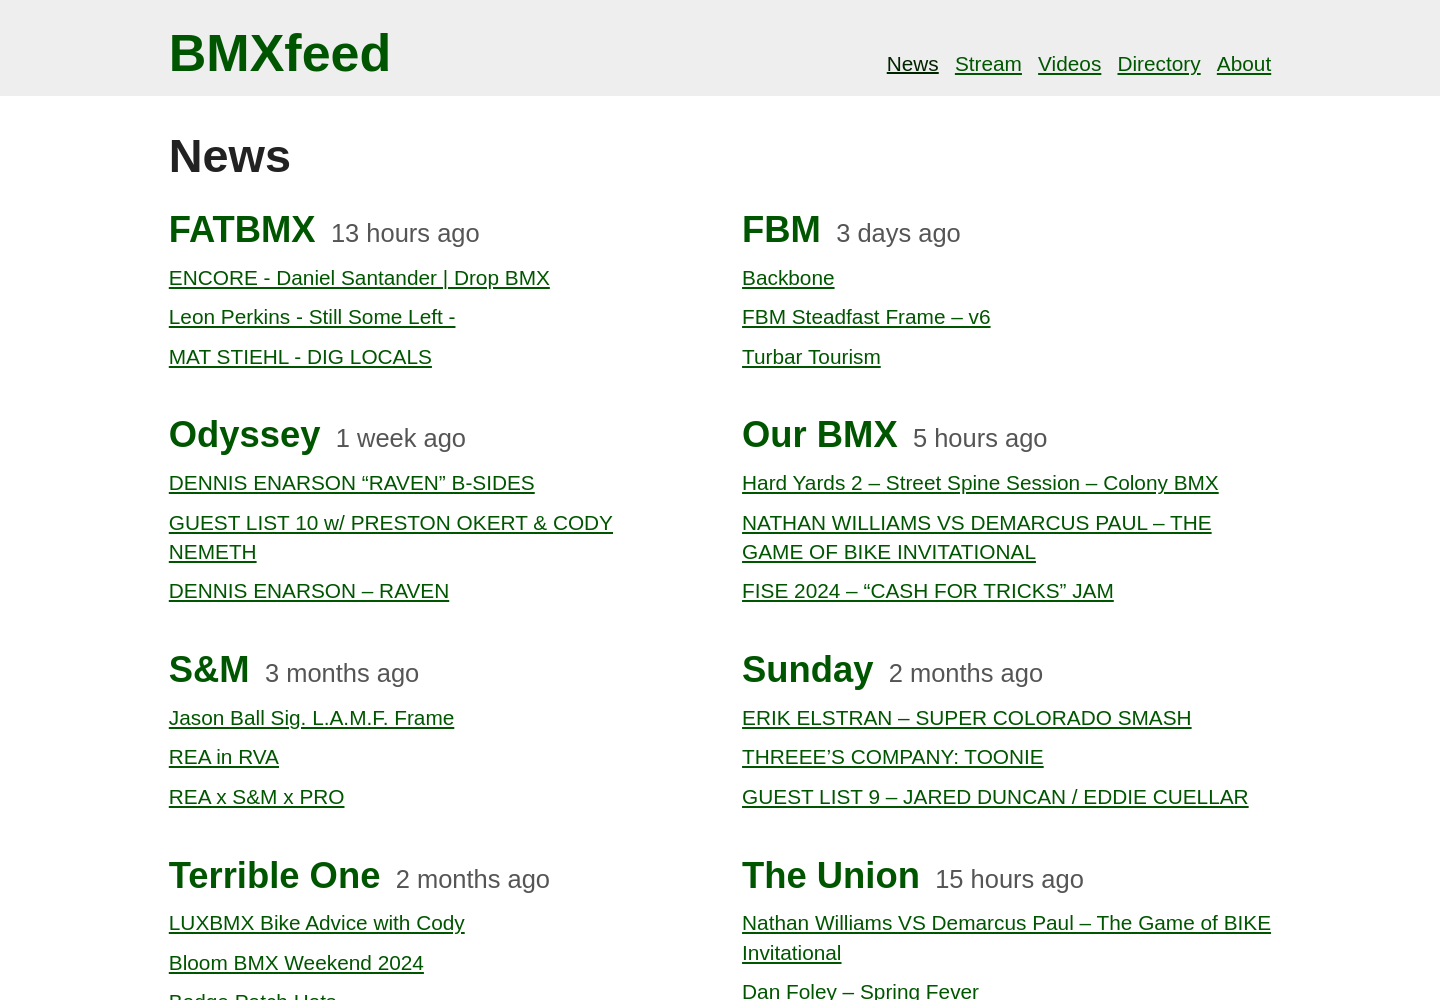 BMXfeed
News Stream Videos Directory About
News
FATBMX 13 hours ago
ENCORE - Daniel Santander | Drop BMX
Leon Perkins - Still Some Left -
MAT STIEHL - DIG LOCALS
FBM 3 days ago
Backbone
FBM Steadfast Frame – v6
Turbar Tourism
Odyssey 1 week ago
DENNIS ENARSON “RAVEN” B-SIDES
GUEST LIST 10 w/ PRESTON OKERT & CODY
NEMETH
DENNIS ENARSON – RAVEN
Our BMX 5 hours ago
Hard Yards 2 – Street Spine Session – Colony BMX
NATHAN WILLIAMS VS DEMARCUS PAUL – THE
GAME OF BIKE INVITATIONAL
FISE 2024 – “CASH FOR TRICKS” JAM
S&M 3 months ago
Jason Ball Sig. L.A.M.F. Frame
REA in RVA
REA x S&M x PRO
Sunday 2 months ago
ERIK ELSTRAN – SUPER COLORADO SMASH
THREEE’S COMPANY: TOONIE
GUEST LIST 9 – JARED DUNCAN / EDDIE CUELLAR
Terrible One 2 months ago
LUXBMX Bike Advice with Cody
Bloom BMX Weekend 2024
Badge Patch Hats
The Union 15 hours ago
Nathan Williams VS Demarcus Paul – The Game of BIKE
Invitational
Dan Foley – Spring Fever